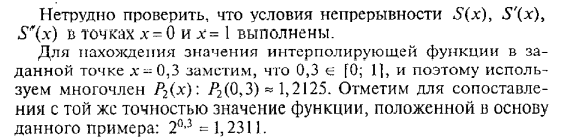 Нетрудно проверить, что условия непрерывности S(x), S′(x),
S″(x) в точках x = 0 и x = 1 выполнены.
Для нахождения значения интерполирующей функции в за-
данной точке x = 0,3 заметим, что 0,3 ∈ [0; 1], и поэтому исполь-
зуем многочлен P₂(x): P₂(0,3) ≈ 1,2125. Отметим для сопоставле-
ния с той же точностью значение функции, положенной в основу
данного примера: 2⁰˒³ = 1,2311.